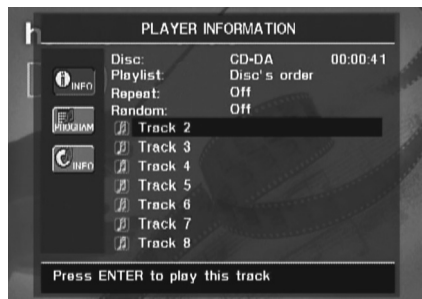 PLAYER INFORMATION
Disc: CD-DA 00:00:41
Playlist: Disc's order
Repeat: Off
Random: Off
INFO
Track 2
PROGRAM
Track 3
INFO
Track 4
Track 5
Track 6
Track 7
Track 8
Press ENTER to play this track